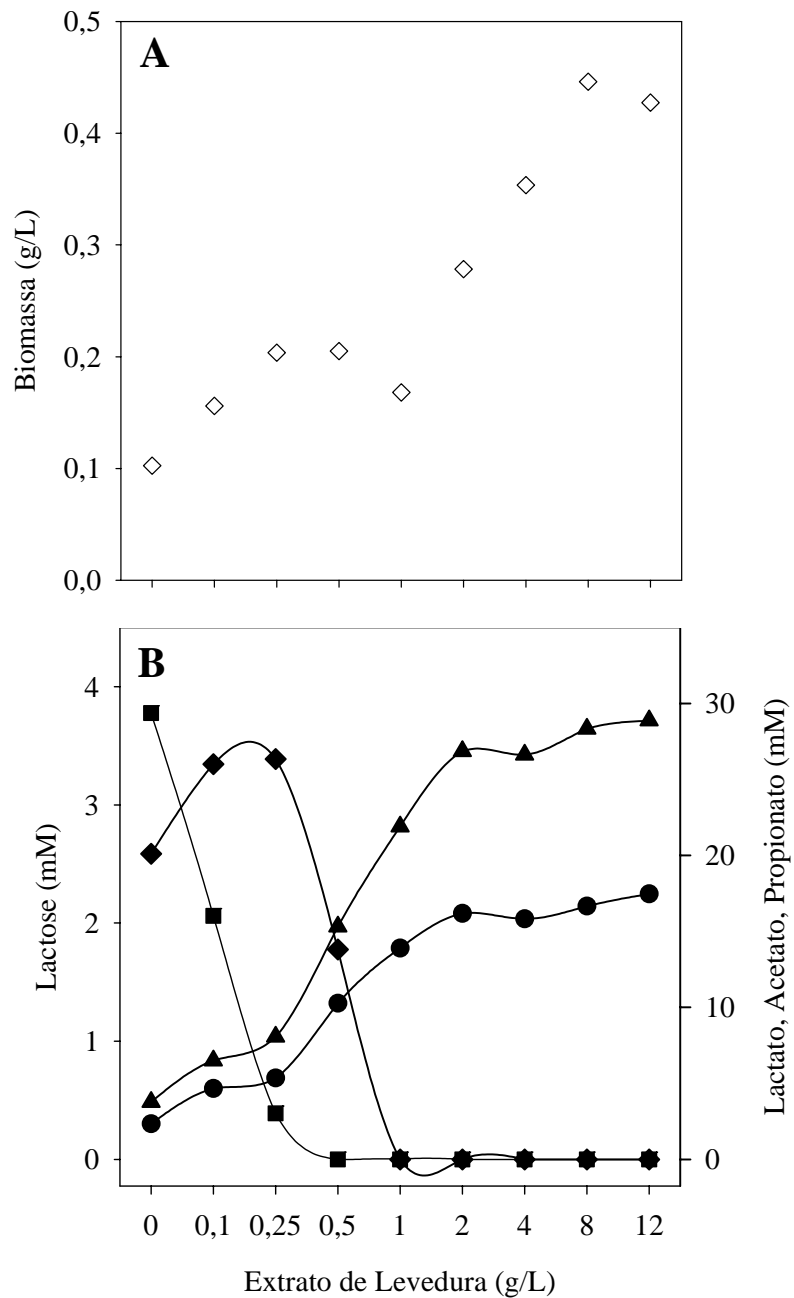 A
0,5
0,4
0,3
0,2
0,1
0,0
Biomassa (g/L)
B
4
3
2
1
0
Lactose (mM)
30
20
10
0
Lactato, Acetato, Propionato (mM)
0 0,1 0,25 0,5 1 2 4 8 12
Extrato de Levedura (g/L)